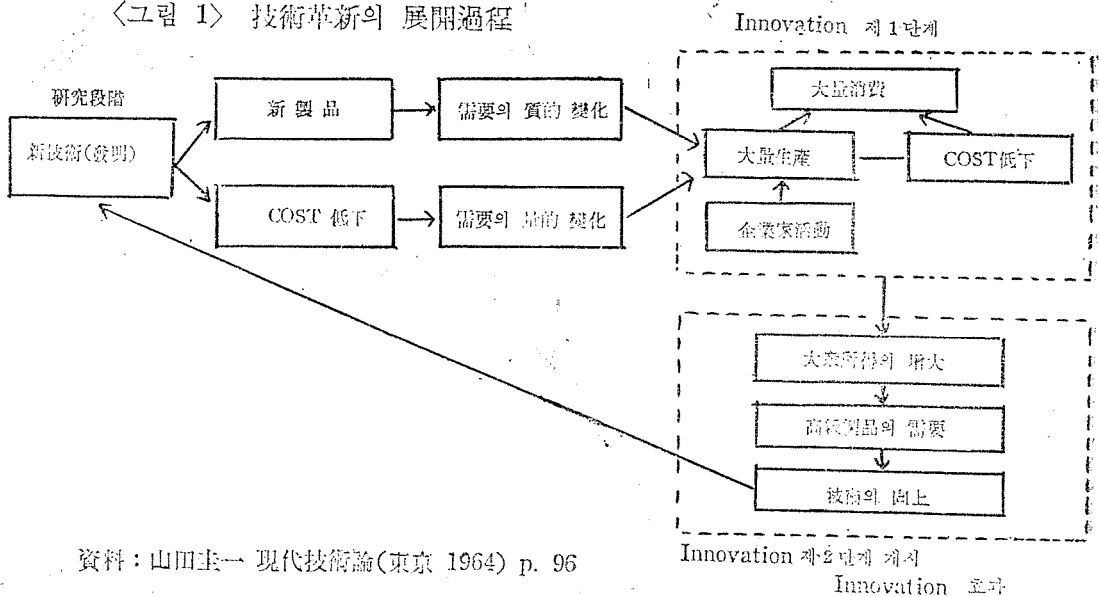 〈그림 1〉 技術革新의 展開過程
Innovation 제 1 단계
研究段階
新技術(發明)
新 製 品
需要의 質的 變化
COST 低下
需要의 量的 變化
大量消費
大量生産
COST低下
企業家活動
大衆所得의 增大
高級製品의 需要
技術의 向上
資料：山田圭一 現代技術論(東京 1964) p. 96
Innovation 제 2 단계 개시
Innovation 효과